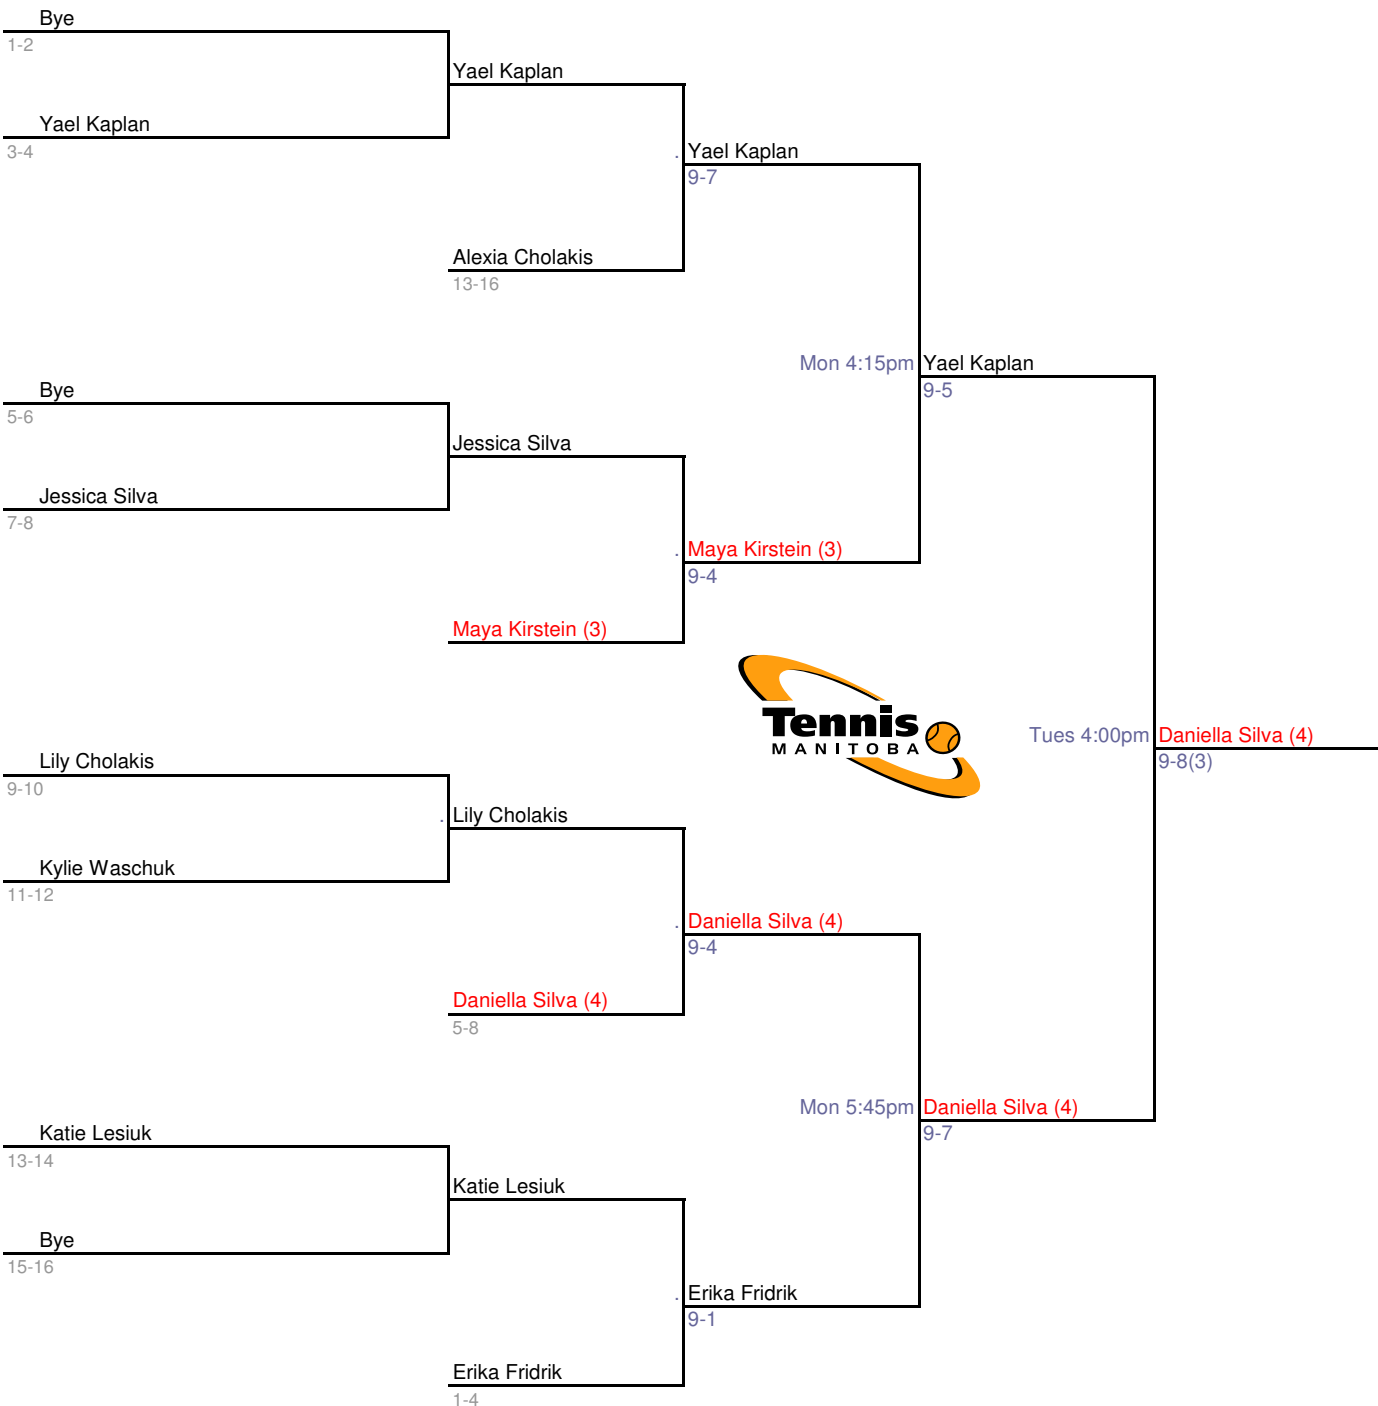 Bye
1-2
Yael Kaplan
Yael Kaplan
3-4
. Yael Kaplan
9-7
Alexia Cholakis
13-16
Mon 4:15pm Yael Kaplan
9-5
Bye
5-6
Jessica Silva
Jessica Silva
7-8
. Maya Kirstein (3)
9-4
Maya Kirstein (3)
Tennis
MANITOBA
Tues 4:00pm Daniella Silva (4)
9-8(3)
Lily Cholakis
9-10
. Lily Cholakis
Kylie Waschuk
11-12
. Daniella Silva (4)
9-4
Daniella Silva (4)
5-8
Mon 5:45pm Daniella Silva (4)
9-7
Katie Lesiuk
13-14
Katie Lesiuk
Bye
15-16
. Erika Fridrik
9-1
Erika Fridrik
1-4